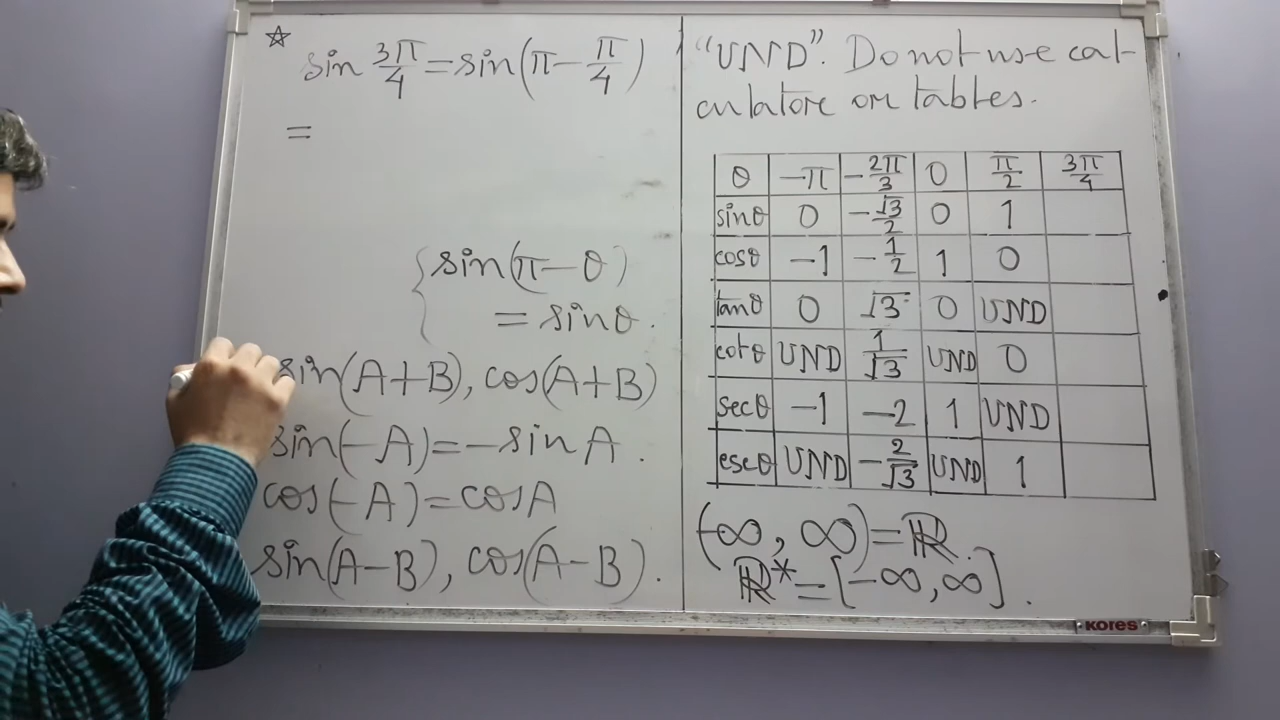 ☆ sin 3π/4 = sin(π − π/4)
=
{sin(π − θ)
= sinθ.
sin(A+B), cos(A+B)
sin(−A) = −sin A.
cos(−A) = cosA
sin(A−B), cos(A−B).
"UND". Do not use cal-
culator or tables.
θ −π −2π/3 0 π/2 3π/4
sinθ 0 −√3/2 0 1
cosθ −1 −1/2 1 0
tanθ 0 √3 0 UND
cotθ UND 1/√3 UND 0
secθ −1 −2 1 UND
cscθ UND −2/√3 UND 1
(−∞, ∞) = ℝ.
ℝ* = [−∞, ∞].
KORES